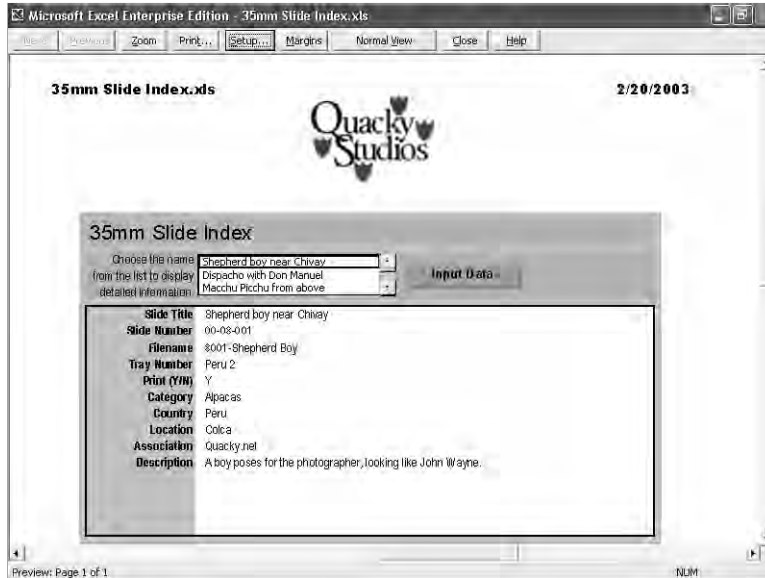 Microsoft Excel Enterprise Edition - 35mm Slide Index.xls
Next Previous Zoom Print... Setup... Margins Normal View Close Help
35mm Slide Index.xls 2/20/2003
Quacky
Studios
35mm Slide Index
Choose the name
from the list to display
detailed information
Shepherd boy near Chivay
Dispacho with Don Manuel
Macchu Picchu from above
Input Data
Slide Title Shepherd boy near Chivay
Slide Number 00-08-001
Filename 8001-Shepherd Boy
Tray Number Peru 2
Print (Y/N) Y
Category Alpacas
Country Peru
Location Colca
Association Quacky.net
Description A boy poses for the photographer, looking like John Wayne.
Preview: Page 1 of 1 NUM